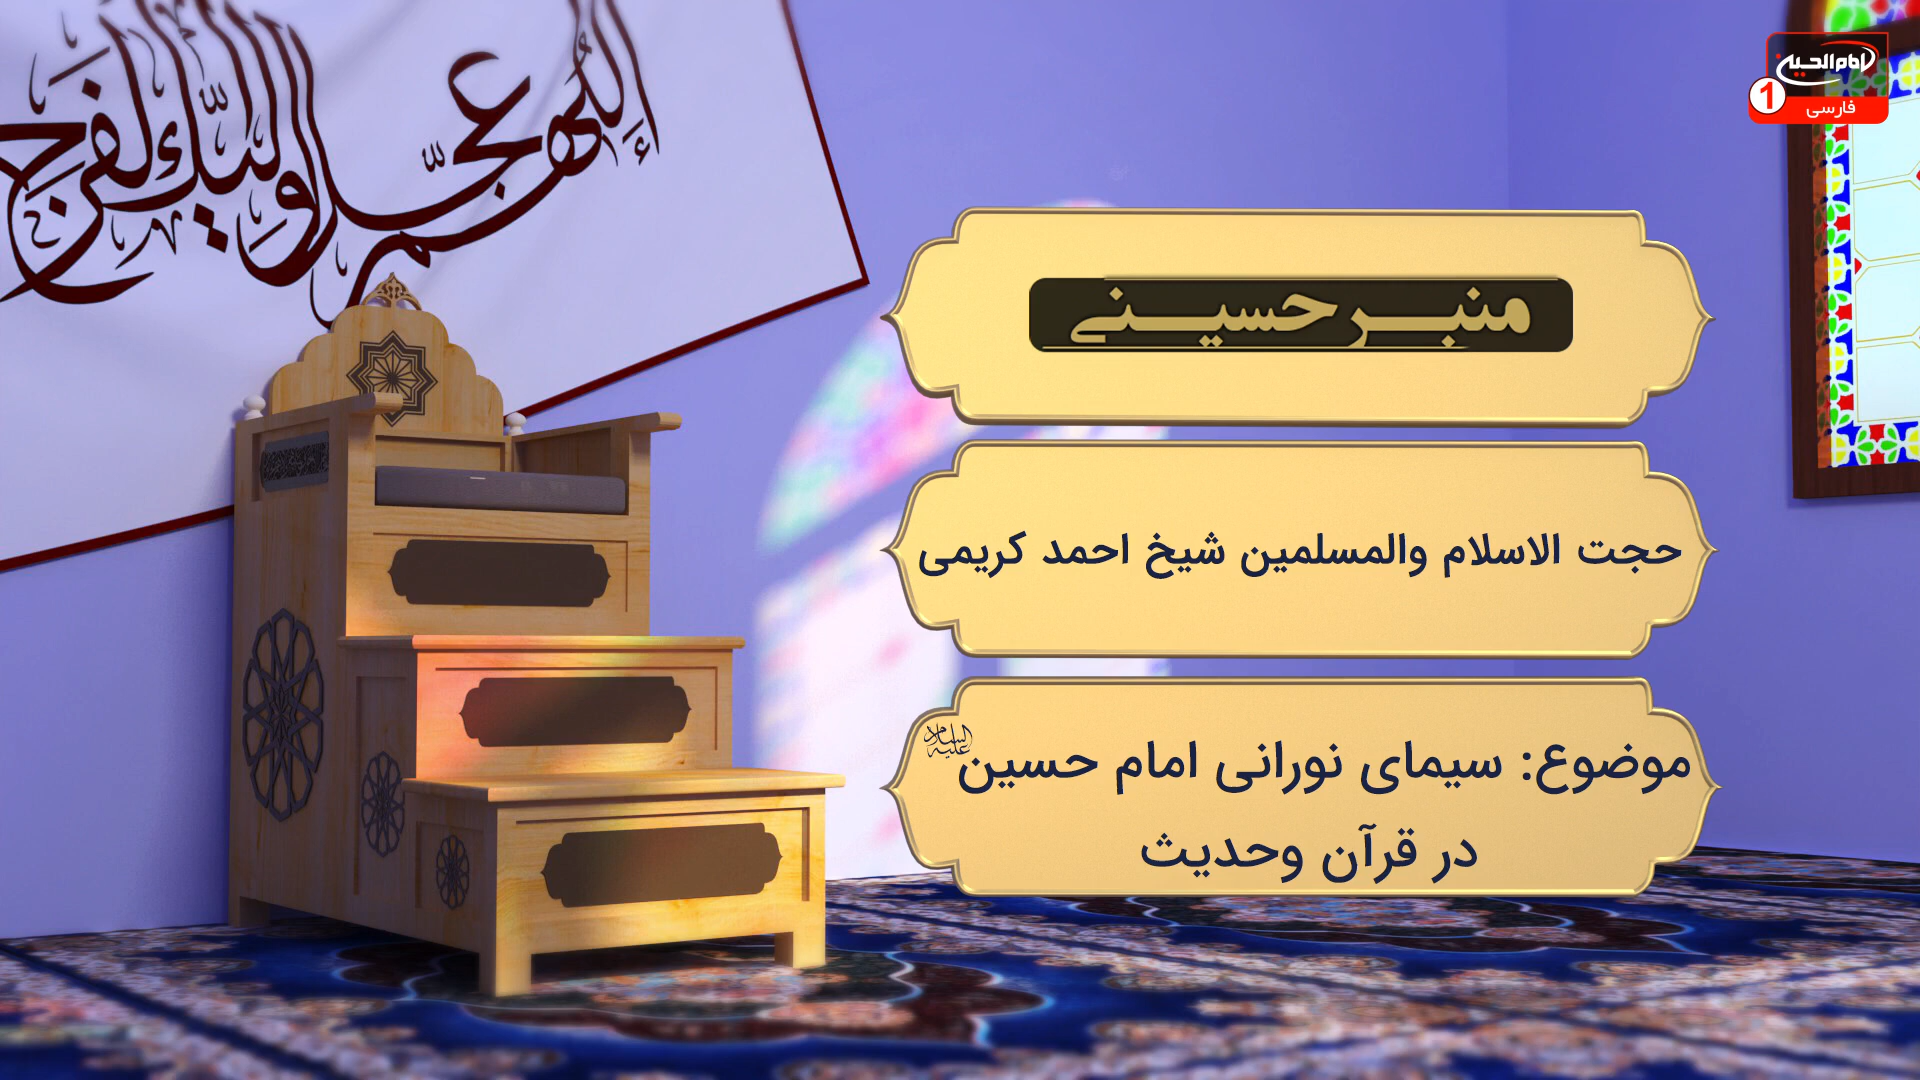 اللهم عجل لولیک الفرج
امام الحسین
فارسی
1
منبر حسینی
حجت الاسلام والمسلمین شیخ احمد کریمی
موضوع: سیمای نورانی امام حسین علیه السلام
در قرآن وحدیث